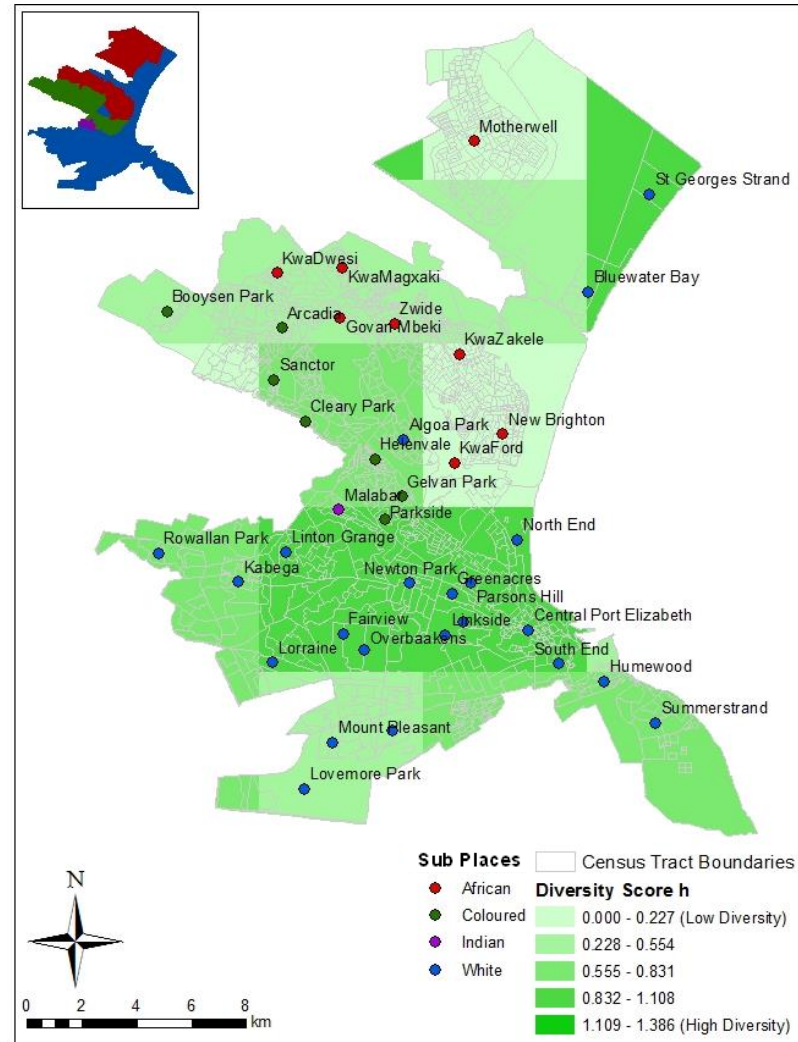 Motherwell
St Georges Strand
KwaDwesi
KwaMagxaki
Bluewater Bay
Booysen Park
Arcadia
Zwide
Govan Mbeki
KwaZakele
Sanctor
Cleary Park
Algoa Park
New Brighton
Helenvale
KwaFord
Gelvan Park
Malabar
Parkside
North End
Rowallan Park
Linton Grange
Kabega
Newton Park
Greenacres
Parsons Hill
Fairview
Linkside
Central Port Elizabeth
Overbaakens
Lorraine
South End
Humewood
Summerstrand
Mount Pleasant
Lovemore Park
Sub Places
African
Coloured
Indian
White
Census Tract Boundaries
Diversity Score h
0.000 - 0.227 (Low Diversity)
0.228 - 0.554
0.555 - 0.831
0.832 - 1.108
1.109 - 1.386 (High Diversity)
N
0 2 4 6 8
km